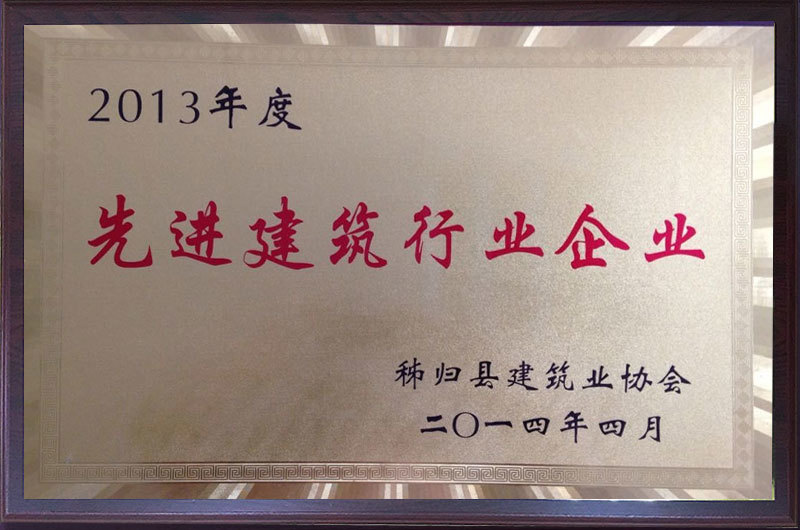 2013年度
先进建筑行业企业
秭归县建筑业协会
二〇一四年四月